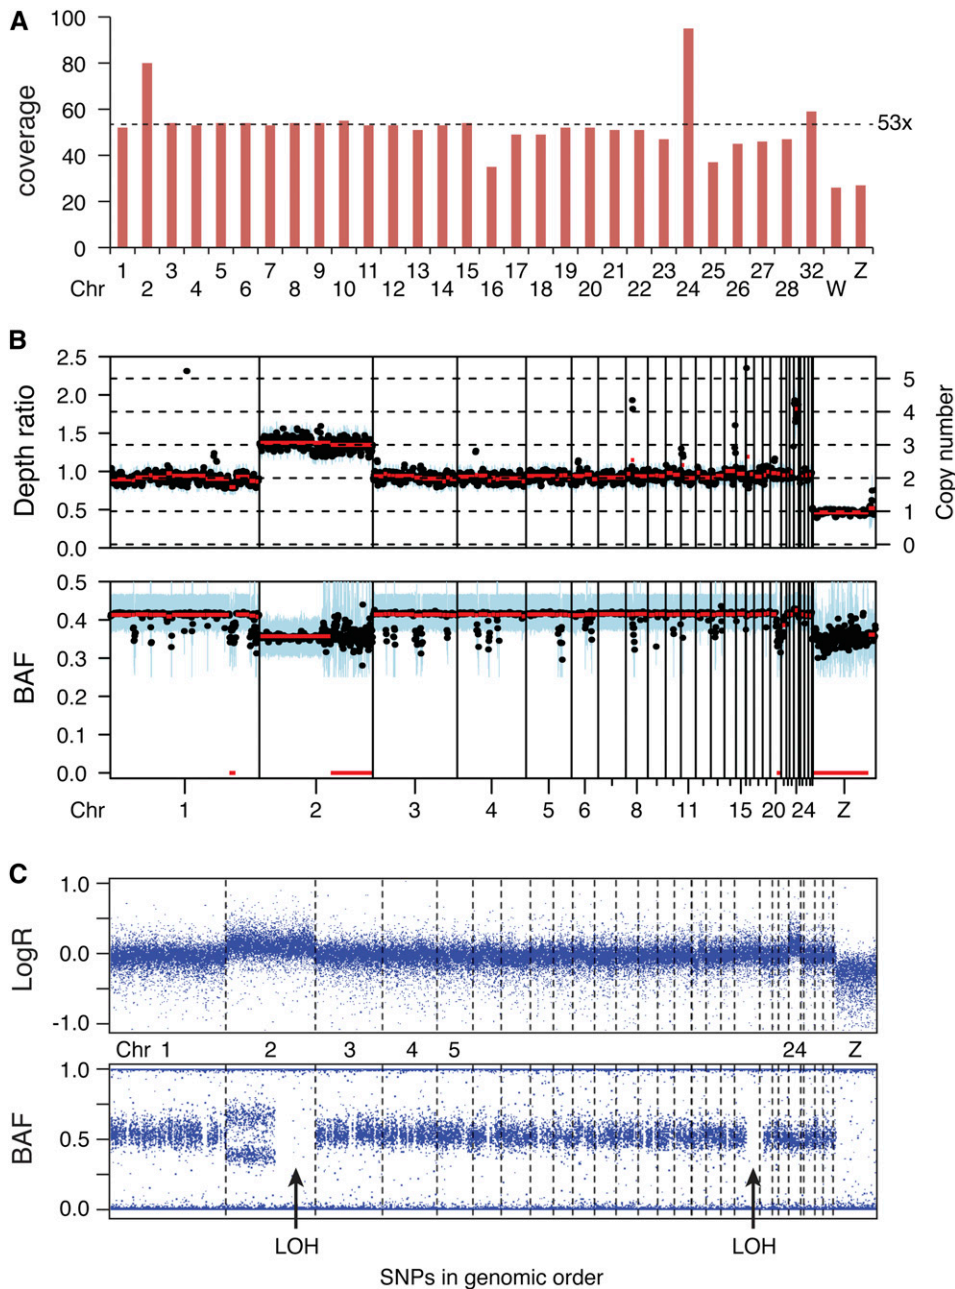 A
100
80
60
40
20
0
coverage
53x
1 3 5 7 9 11 13 15 17 19 21 23 25 27 32 Z
Chr 2 4 6 8 10 12 14 16 18 20 22 24 26 28 W
B
2.5
2.0
1.5
1.0
0.5
0.0
Depth ratio
5
4
3
2
1
0
Copy number
0.5
0.4
0.3
0.2
0.1
0.0
BAF
Chr 1 2 3 4 5 6 8 11 15 20 24 Z
C
1.0
0.0
-1.0
LogR
Chr 1 2 3 4 5 24 Z
1.0
0.5
0.0
BAF
LOH LOH
SNPs in genomic order